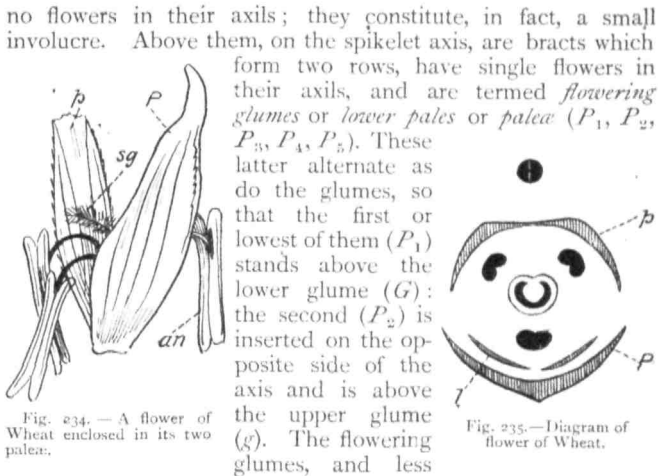 no flowers in their axils; they constitute, in fact, a small
involucre. Above them, on the spikelet axis, are bracts which
form two rows, have single flowers in
their axils, and are termed flowering
glumes or lower pales or paleæ (P₁, P₂,
P₃, P₄, P₅). These
latter alternate as
do the glumes, so
that the first or
lowest of them (P₁)
stands above the
lower glume (G):
the second (P₂) is
inserted on the op-
posite side of the
axis and is above
the upper glume
(g). The flowering
glumes, and less
p
P
sg
an
Fig. 234.—A flower of
Wheat enclosed in its two
paleæ.
p
P
l
Fig. 235.—Diagram of
flower of Wheat.